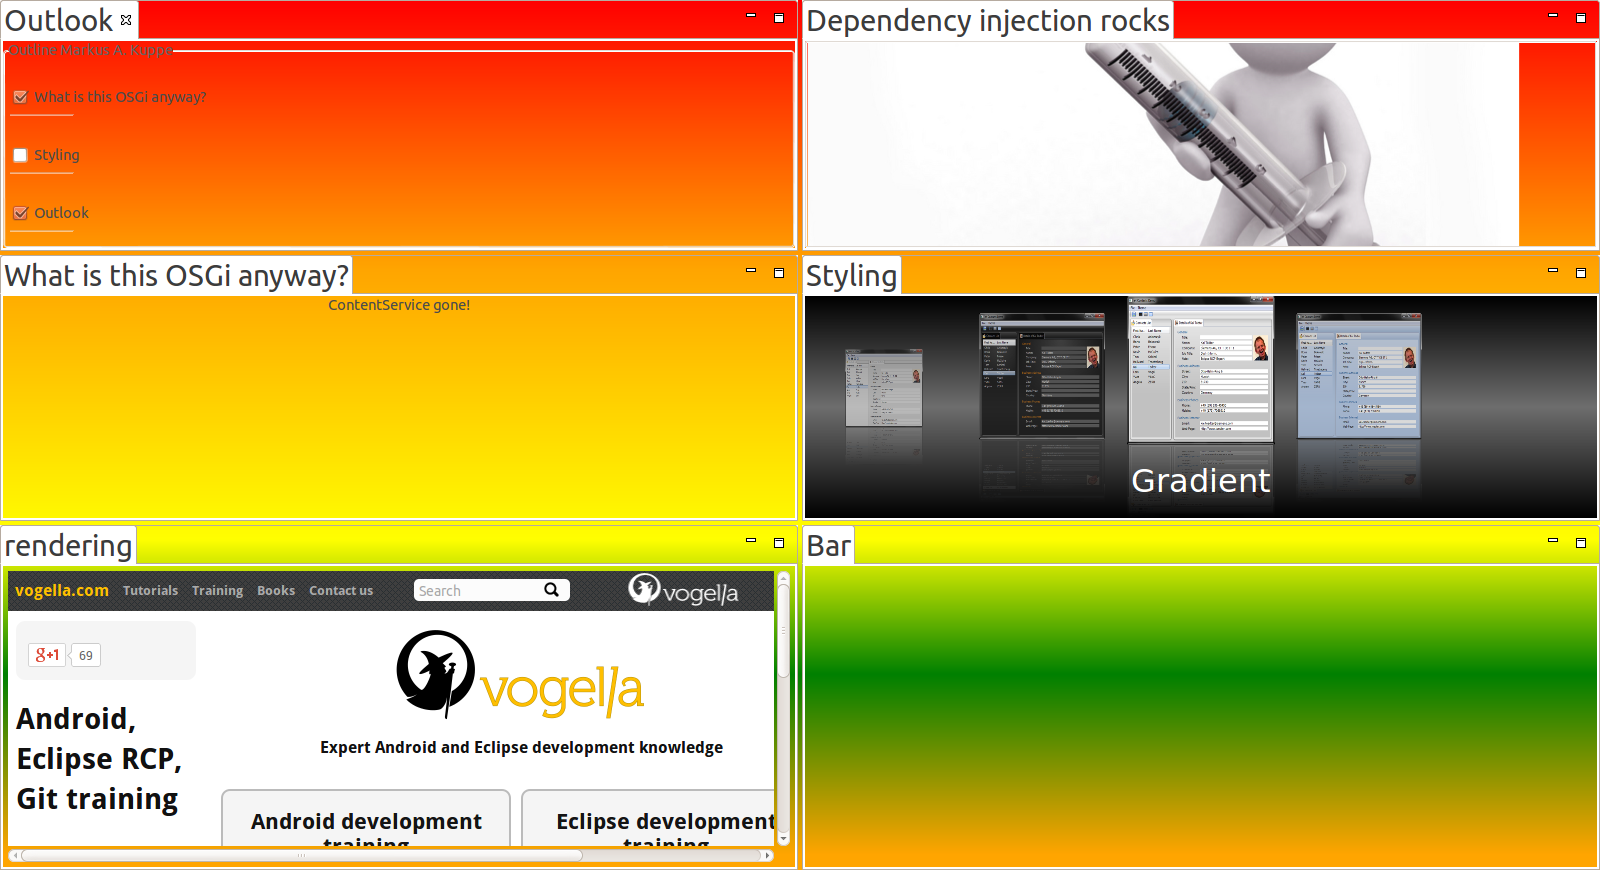 Outlook
Outline Markus A. Kuppe
What is this OSGi anyway?
Styling
Outlook
Dependency injection rocks
What is this OSGi anyway?
ContentService gone!
Styling
Gradient
rendering
vogella.com Tutorials Training Books Contact us Search vogella
g+1 69
Android,
Eclipse RCP,
Git training
vogella
Expert Android and Eclipse development knowledge
Android development
training
Eclipse development
training
Bar